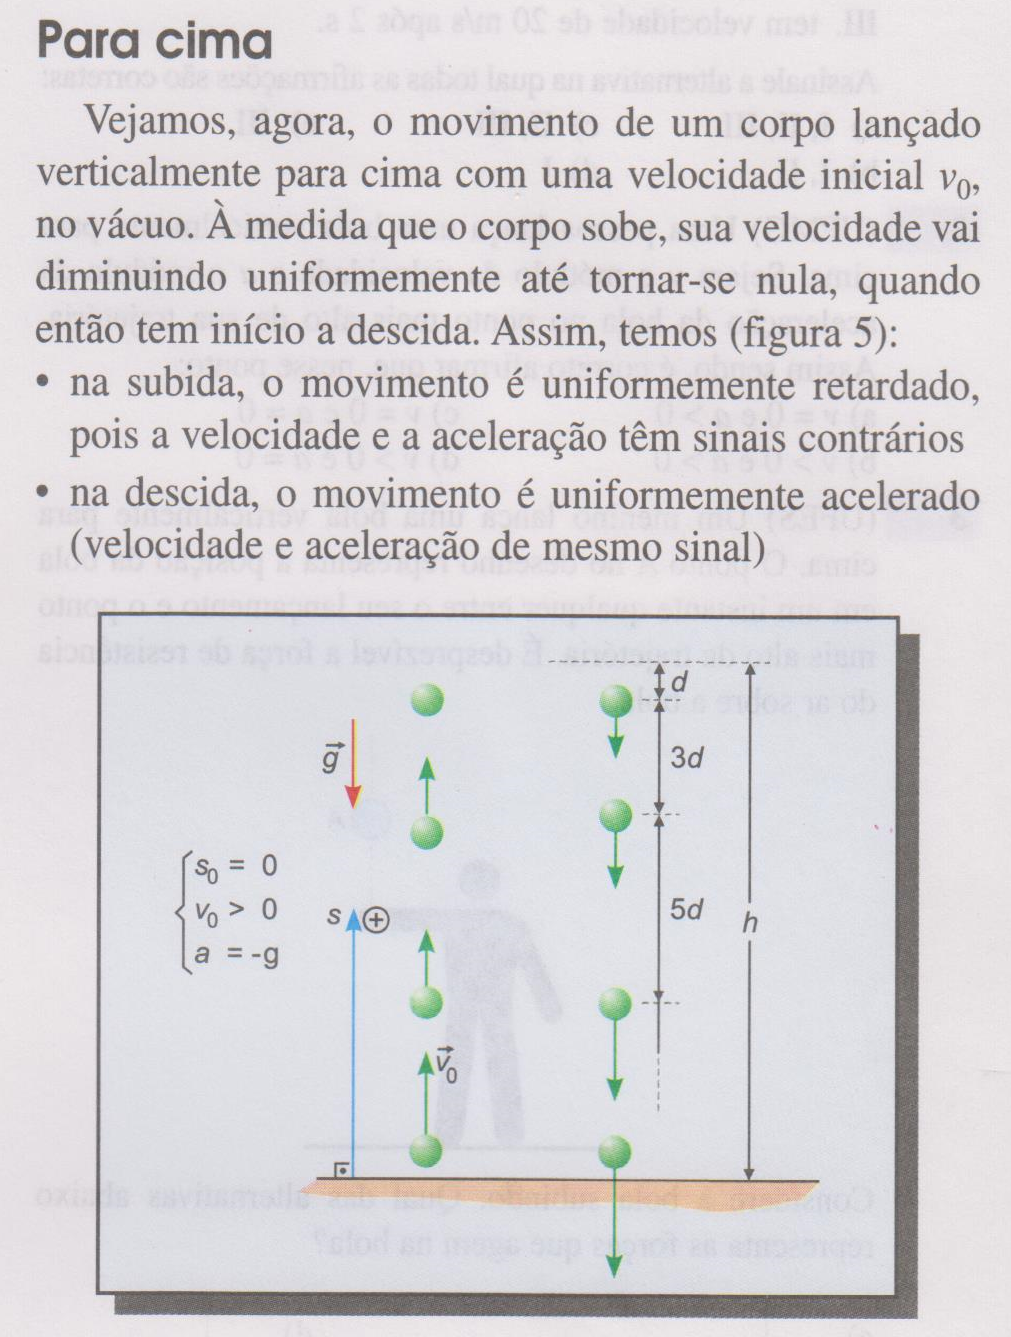 Para cima
Vejamos, agora, o movimento de um corpo lançado
verticalmente para cima com uma velocidade inicial v₀,
no vácuo. À medida que o corpo sobe, sua velocidade vai
diminuindo uniformemente até tornar-se nula, quando
então tem início a descida. Assim, temos (figura 5):
• na subida, o movimento é uniformemente retardado,
pois a velocidade e a aceleração têm sinais contrários
• na descida, o movimento é uniformemente acelerado
(velocidade e aceleração de mesmo sinal)
d
g⃗
3d
s₀ = 0
v₀ > 0
a = -g
s +
5d
h
v⃗₀